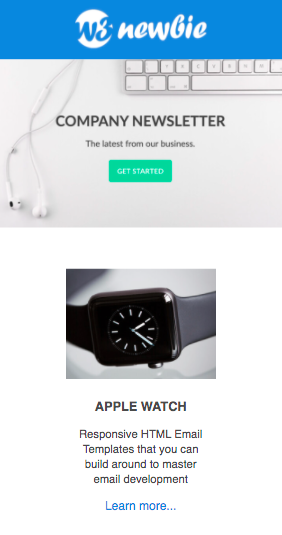 W3 newbie
COMPANY NEWSLETTER
The latest from our business.
GET STARTED
APPLE WATCH
Responsive HTML Email
Templates that you can
build around to master
email development
Learn more...